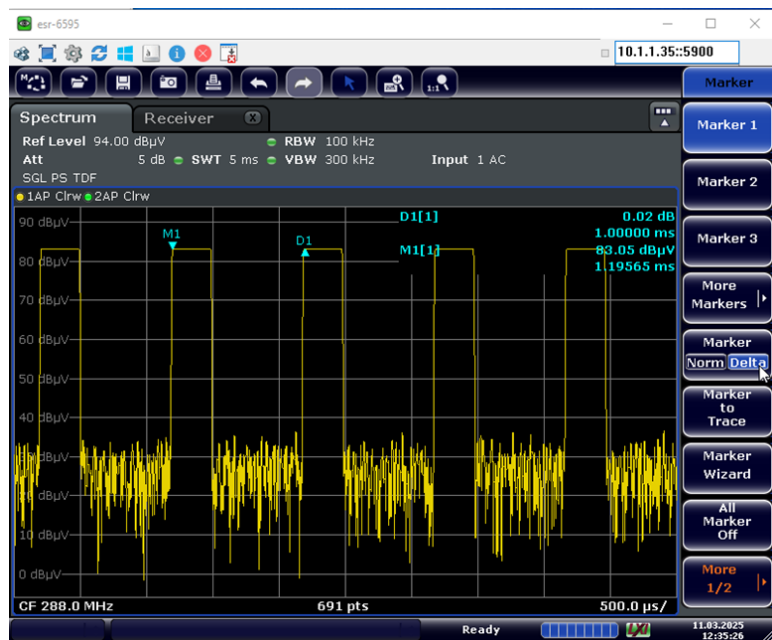 esr-6595
10.1.1.35::5900
Marker
Spectrum
Receiver
Ref Level 94.00 dBµV
RBW 100 kHz
Att 5 dB SWT 5 ms VBW 300 kHz Input 1 AC
SGL PS TDF
1AP Clrw 2AP Clrw
90 dBµV
80 dBµV
70 dBµV
60 dBµV
50 dBµV
40 dBµV
10 dBµV
0 dBµV
M1
D1
D1[1] 0.02 dB
1.00000 ms
M1[1] 83.05 dBµV
1.19565 ms
CF 288.0 MHz 691 pts 500.0 µs/
Marker 1
Marker 2
Marker 3
More
Markers
Marker
Norm Delta
Marker
to
Trace
Marker
Wizard
All
Marker
Off
More
1/2
Ready
11.03.2025
12:35:26
1:1